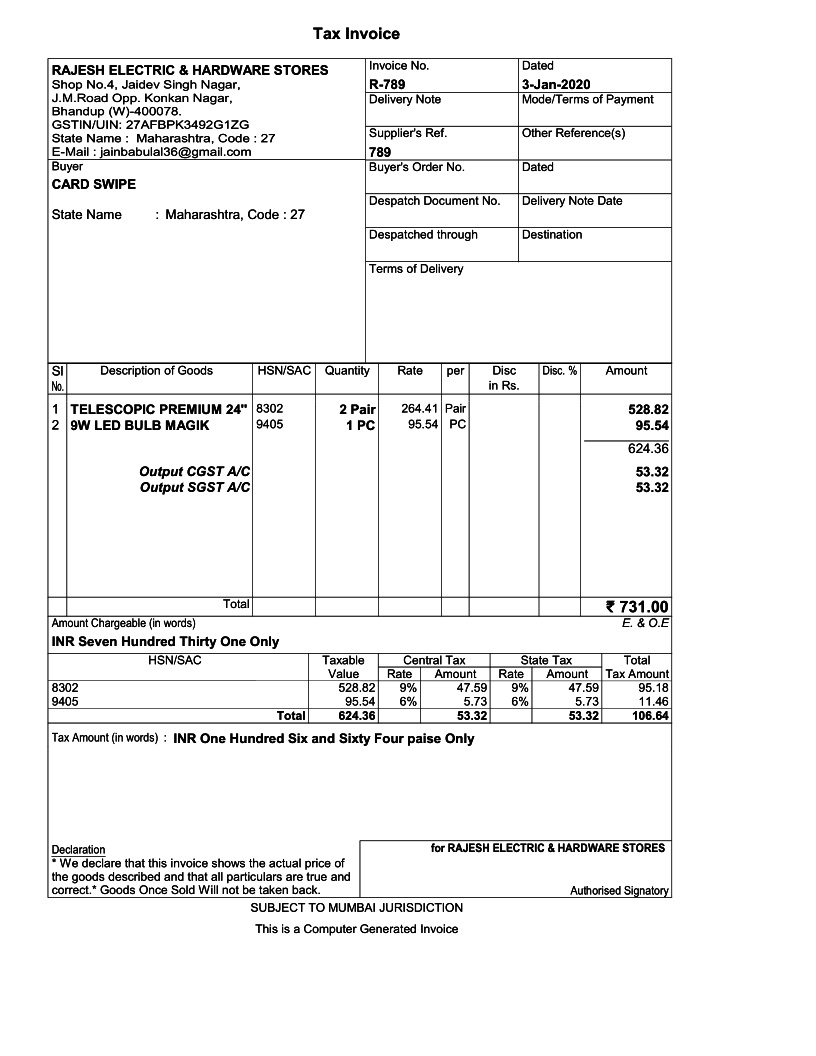 Tax Invoice
RAJESH ELECTRIC & HARDWARE STORES
Shop No.4, Jaidev Singh Nagar,
J.M.Road Opp. Konkan Nagar,
Bhandup (W)-400078.
GSTIN/UIN: 27AFBPK3492G1ZG
State Name : Maharashtra, Code : 27
E-Mail : jainbabulal36@gmail.com
Invoice No.
R-789
Dated
3-Jan-2020
Delivery Note
Mode/Terms of Payment
Supplier's Ref.
789
Other Reference(s)
Buyer
CARD SWIPE
State Name : Maharashtra, Code : 27
Buyer's Order No.
Dated
Despatch Document No.
Delivery Note Date
Despatched through
Destination
Terms of Delivery
Sl No. Description of Goods HSN/SAC Quantity Rate per Disc in Rs. Disc. % Amount
1 TELESCOPIC PREMIUM 24" 8302 2 Pair 264.41 Pair 528.82
2 9W LED BULB MAGIK 9405 1 PC 95.54 PC 95.54
624.36
Output CGST A/C 53.32
Output SGST A/C 53.32
Total ₹ 731.00
Amount Chargeable (in words) E. & O.E
INR Seven Hundred Thirty One Only
HSN/SAC Taxable Value Central Tax State Tax Total Tax Amount
Rate Amount Rate Amount
8302 528.82 9% 47.59 9% 47.59 95.18
9405 95.54 6% 5.73 6% 5.73 11.46
Total 624.36 53.32 53.32 106.64
Tax Amount (in words) : INR One Hundred Six and Sixty Four paise Only
Declaration
* We declare that this invoice shows the actual price of
the goods described and that all particulars are true and
correct.* Goods Once Sold Will not be taken back.
for RAJESH ELECTRIC & HARDWARE STORES
Authorised Signatory
SUBJECT TO MUMBAI JURISDICTION
This is a Computer Generated Invoice